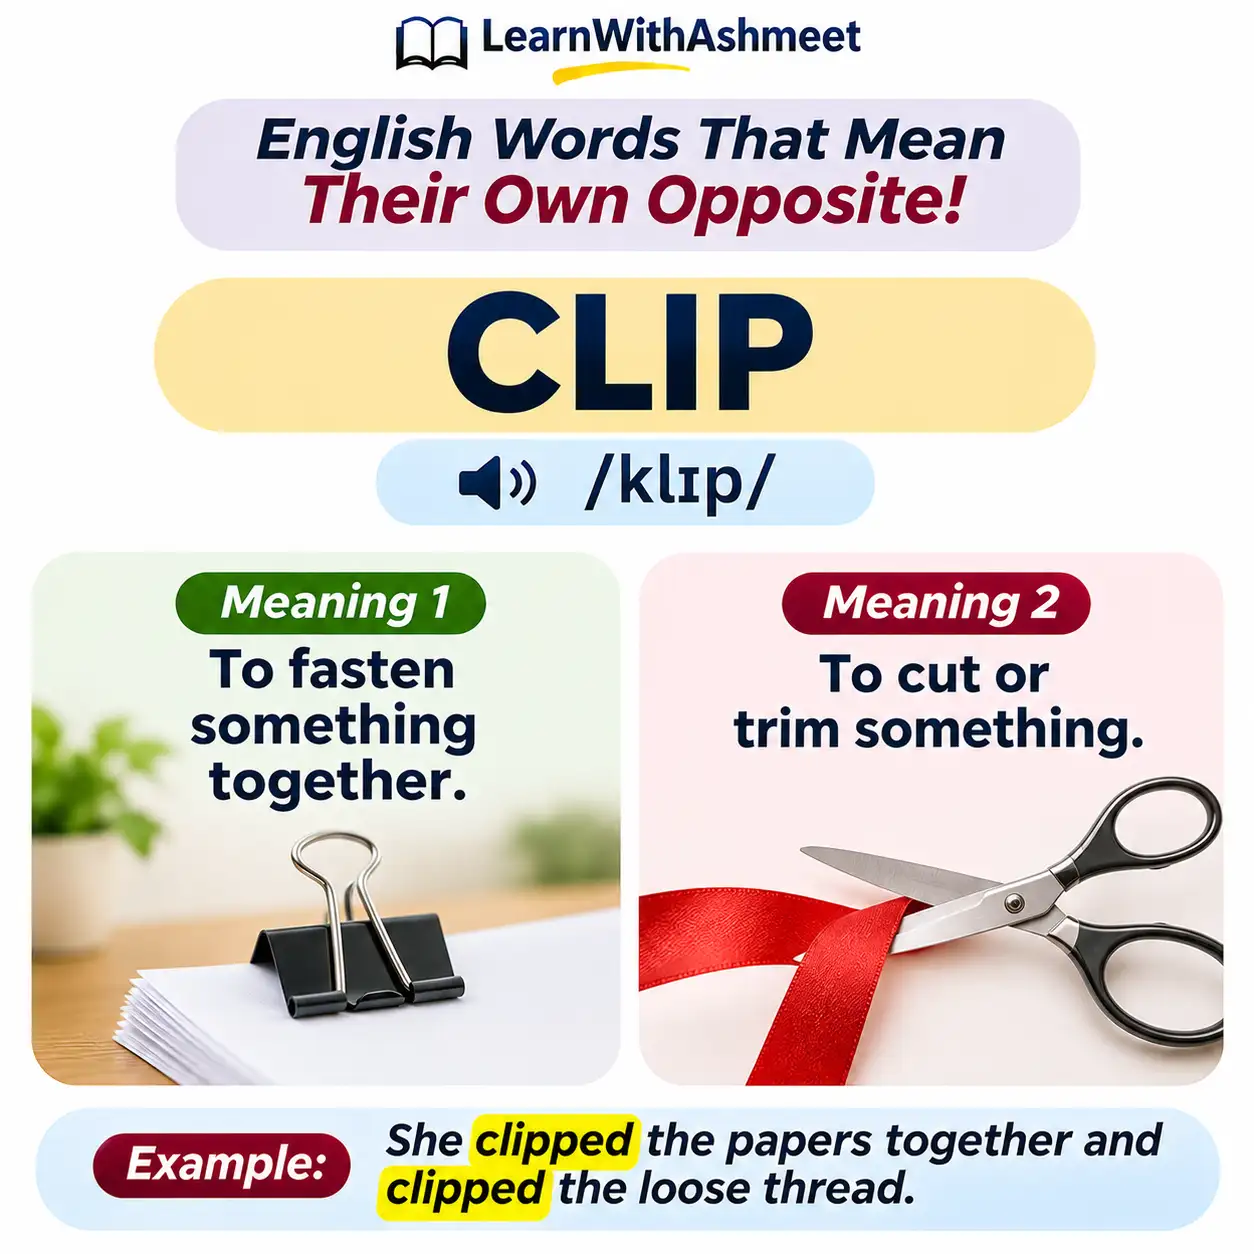 LearnWithAshmeet
English Words That Mean
Their Own Opposite!
CLIP
/klɪp/
Meaning 1
To fasten
something
together.
Meaning 2
To cut or
trim something.
Example:
She clipped the papers together and
clipped the loose thread.